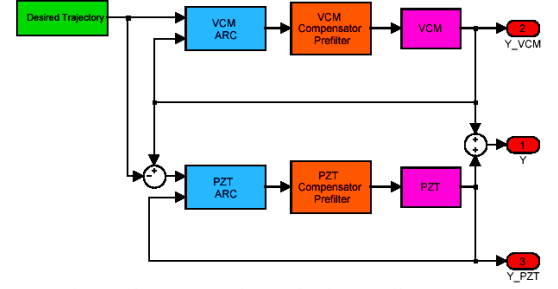 Desired Trajectory
VCM
ARC
VCM
Compensator
Prefilter
VCM
2
Y_VCM
+
-
+
+
1
Y
PZT
ARC
PZT
Compensator
Prefilter
PZT
3
Y_PZT